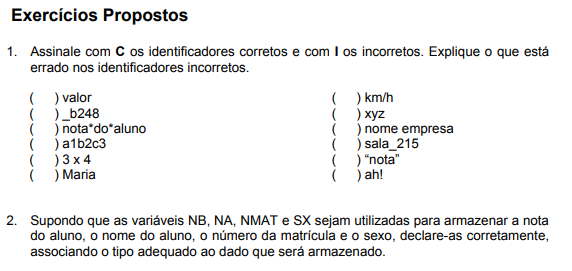 Exercícios Propostos
1. Assinale com C os identificadores corretos e com I os incorretos. Explique o que está
errado nos identificadores incorretos.
( ) valor
( ) _b248
( ) nota*do*aluno
( ) a1b2c3
( ) 3 x 4
( ) Maria
( ) km/h
( ) xyz
( ) nome empresa
( ) sala_215
( ) “nota”
( ) ah!
2. Supondo que as variáveis NB, NA, NMAT e SX sejam utilizadas para armazenar a nota
do aluno, o nome do aluno, o número da matrícula e o sexo, declare-as corretamente,
associando o tipo adequado ao dado que será armazenado.